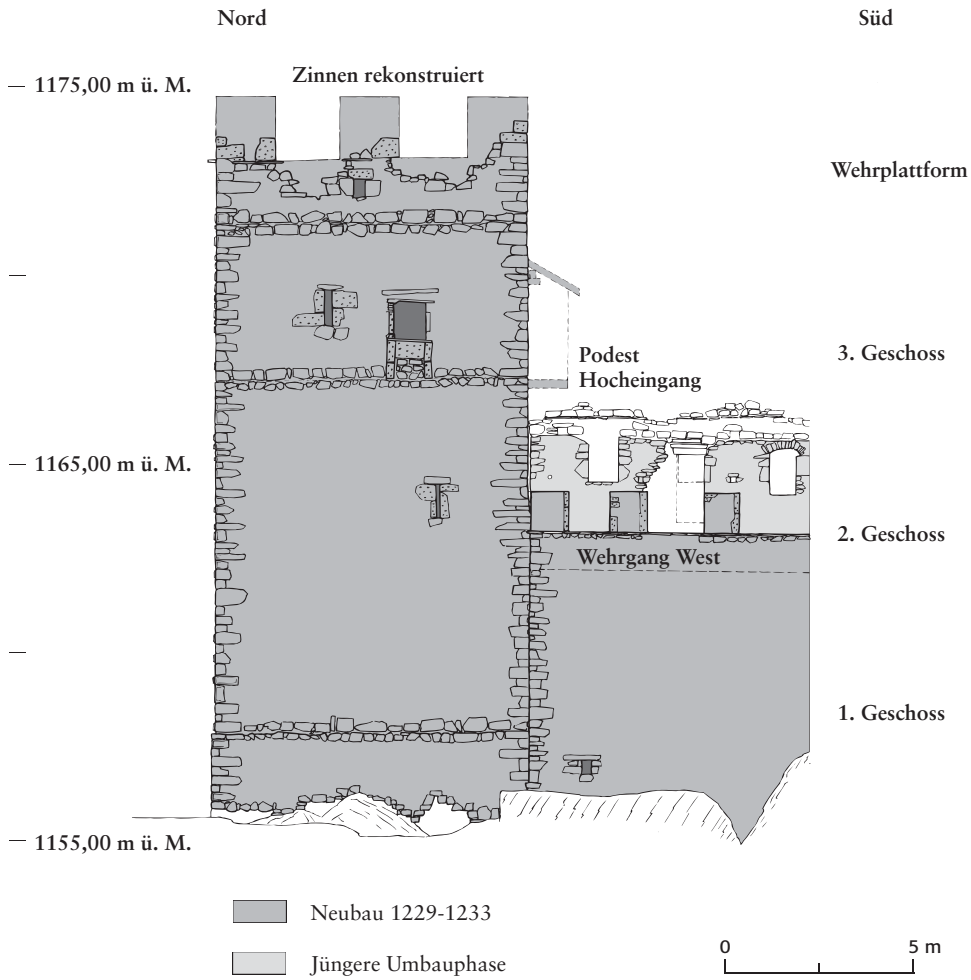 Nord
Süd
1175,00 m ü. M.
Zinnen rekonstruiert
Wehrplattform
Podest
Hocheingang
3. Geschoss
1165,00 m ü. M.
2. Geschoss
Wehrgang West
1. Geschoss
1155,00 m ü. M.
Neubau 1229-1233
Jüngere Umbauphase
0
5 m